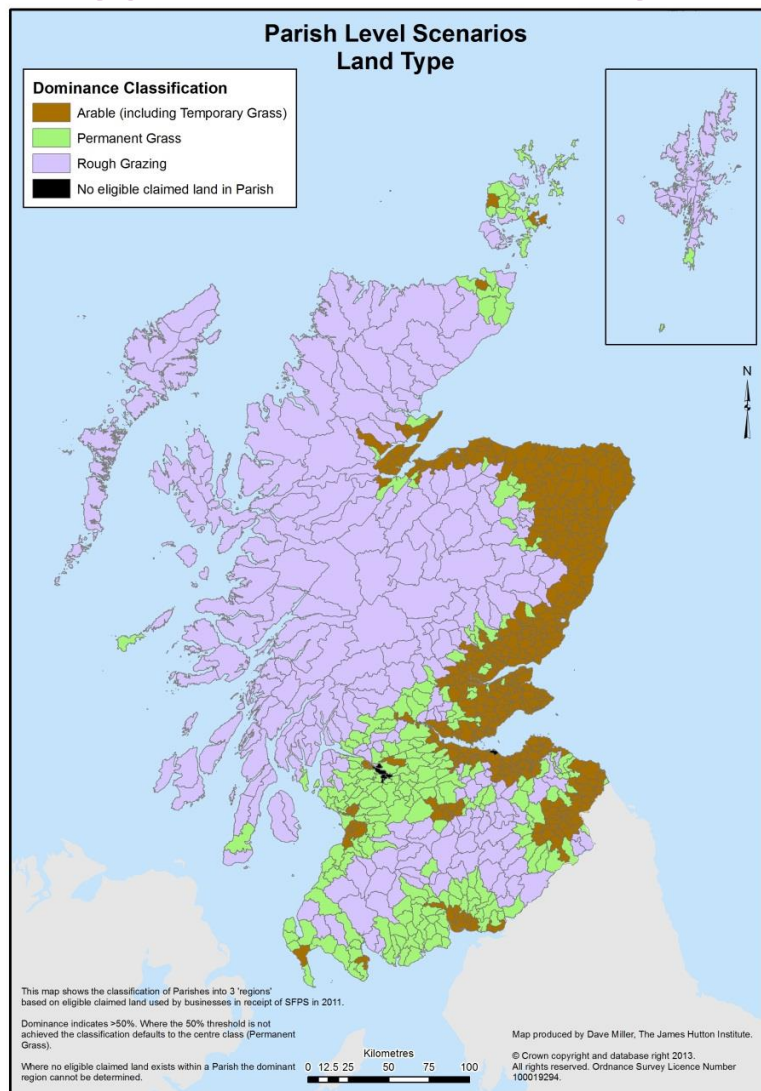 Parish Level Scenarios
Land Type
Dominance Classification
Arable (including Temporary Grass)
Permanent Grass
Rough Grazing
No eligible claimed land in Parish
N
This map shows the classification of Parishes into 3 'regions'
based on eligible claimed land used by businesses in receipt of SFPS in 2011.
Dominance indicates >50%. Where the 50% threshold is not
achieved the classification defaults to the centre class (Permanent
Grass).
Where no eligible claimed land exists within a Parish the dominant
region cannot be determined.
Kilometres
0 12.5 25 50 75 100
Map produced by Dave Miller, The James Hutton Institute.
© Crown copyright and database right 2013.
All rights reserved. Ordnance Survey Licence Number
100019294.